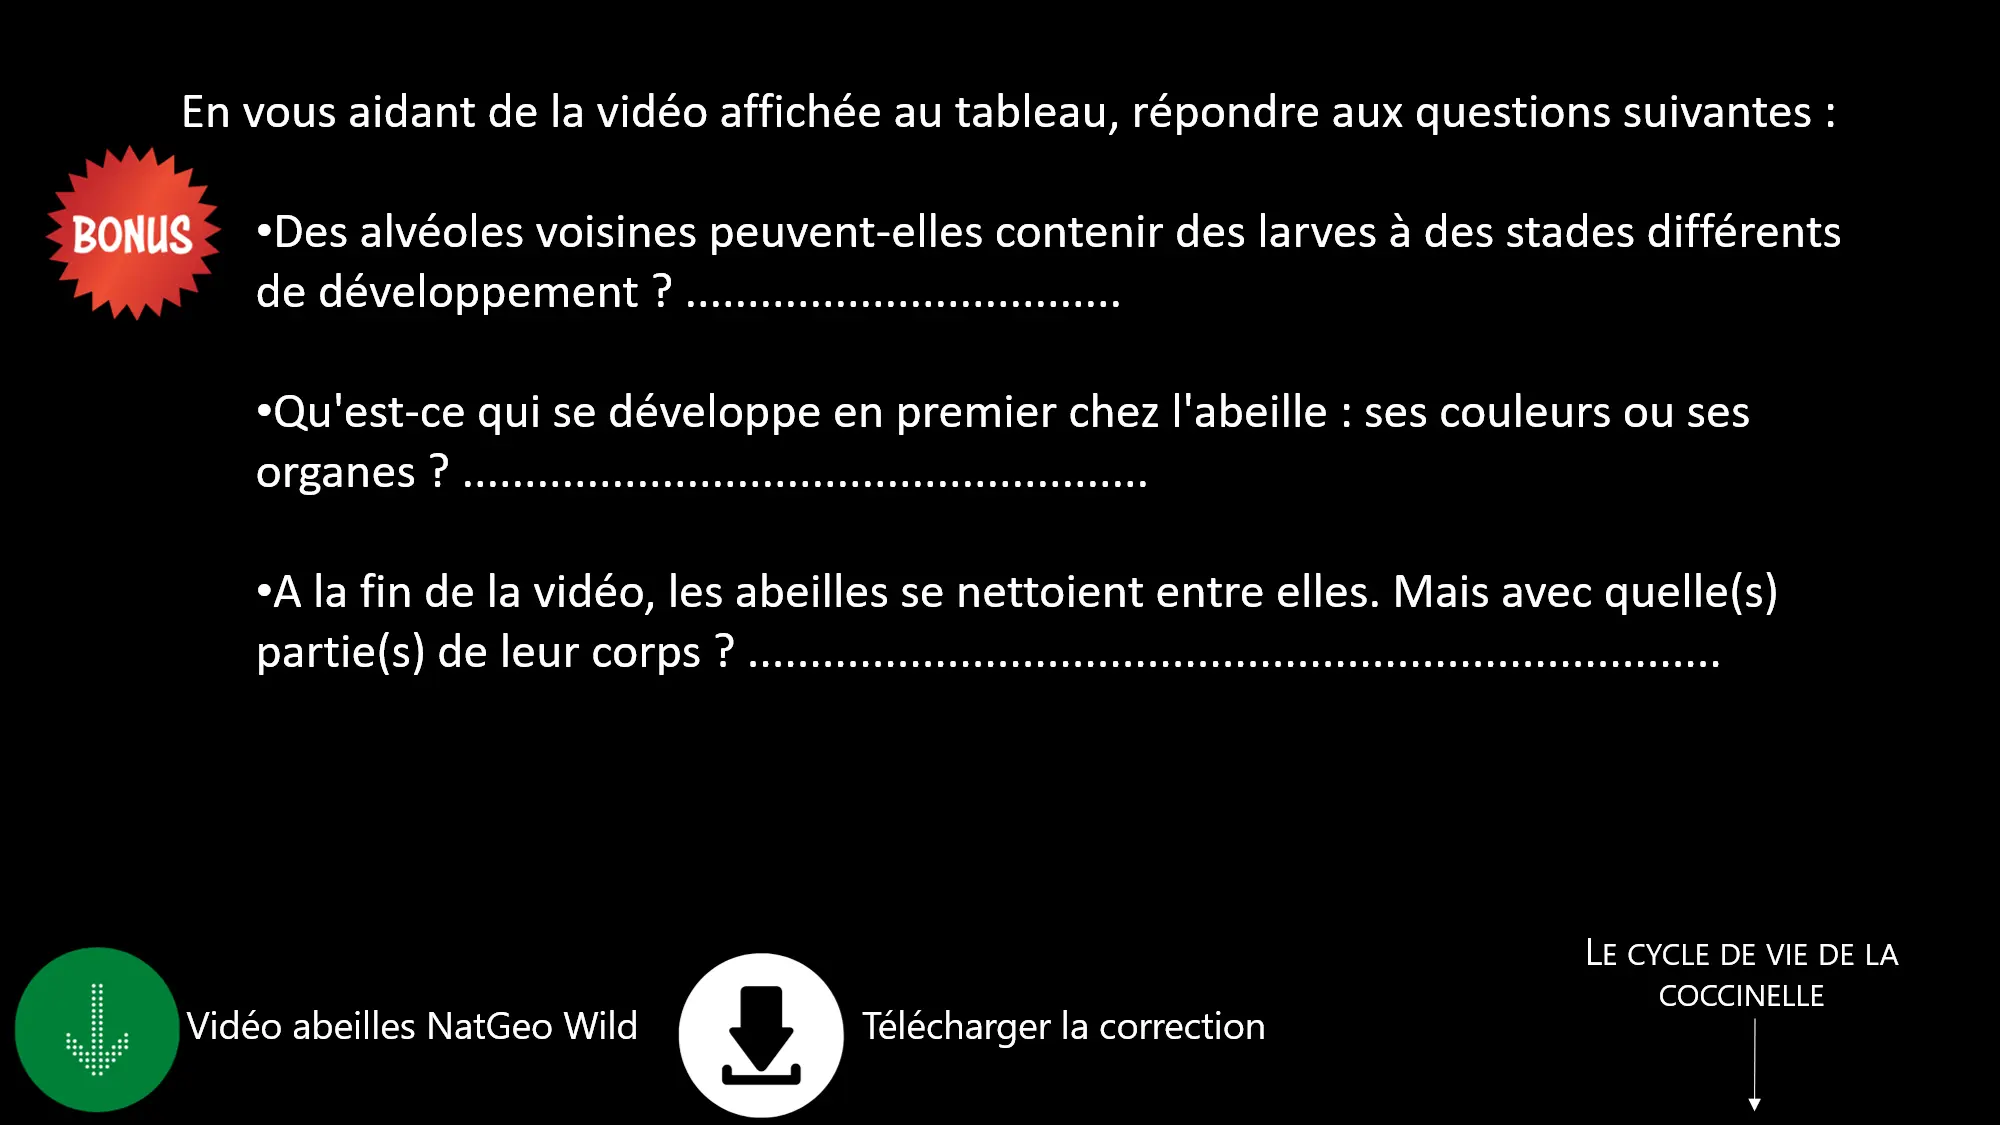 En vous aidant de la vidéo affichée au tableau, répondre aux questions suivantes :
BONUS
•Des alvéoles voisines peuvent-elles contenir des larves à des stades différents
de développement ? ...................................
•Qu'est-ce qui se développe en premier chez l'abeille : ses couleurs ou ses
organes ? .......................................................
•A la fin de la vidéo, les abeilles se nettoient entre elles. Mais avec quelle(s)
partie(s) de leur corps ? ..............................................................................
LE CYCLE DE VIE DE LA
COCCINELLE
Vidéo abeilles NatGeo Wild
Télécharger la correction